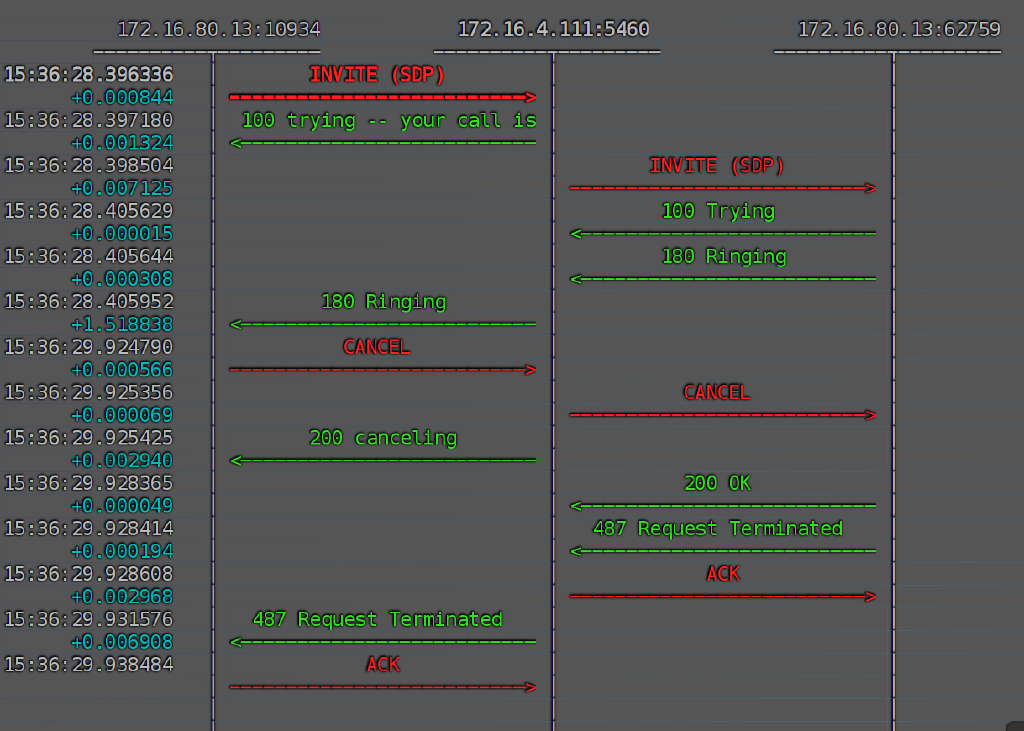 172.16.80.13:10934 172.16.4.111:5460 172.16.80.13:62759
15:36:28.396336 INVITE (SDP)
+0.000844
15:36:28.397180 100 trying -- your call is
+0.001324
15:36:28.398504 INVITE (SDP)
+0.007125
15:36:28.405629 100 Trying
+0.000015
15:36:28.405644 180 Ringing
+0.000308
15:36:28.405952 180 Ringing
+1.518838
15:36:29.924790 CANCEL
+0.000566
15:36:29.925356 CANCEL
+0.000069
15:36:29.925425 200 canceling
+0.002940
15:36:29.928365 200 OK
+0.000049
15:36:29.928414 487 Request Terminated
+0.000194
15:36:29.928608 ACK
+0.002968
15:36:29.931576 487 Request Terminated
+0.006908
15:36:29.938484 ACK